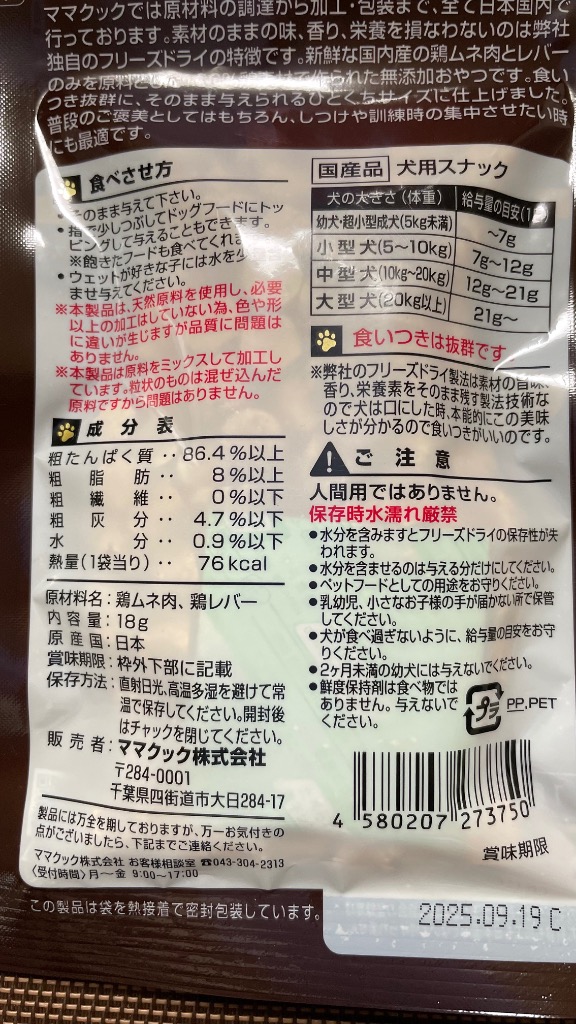 ママクックでは原材料の調達から加工・包装まで、全て日本国内で
行っております。素材のままの味、香り、栄養を損なわないのは弊社
独自のフリーズドライの特徴です。新鮮な国内産の鶏ムネ肉とレバー
のみを原料とした 作られた無添加おやつです。食い
つき抜群に、そのまま与えられるひとくちサイズに仕上げました。
普段のご褒美としてはもちろん、しつけや訓練時の集中させたい時
にも最適です。
食べさせ方
・そのまま与えて下さい。
・指で少しつぶしてドッグフードにトッ
ピングして与えることもできます。
※飽きたフードも食べてくれま
・ウェットが好きな子には水を少
ませ与えてください。
※本製品は、天然原料を使用し、必要
以上の加工はしていない為、色や形
に違いが生じますが品質に問題は
ありません。
※本製品は原料をミックスして加工し
ています。粒状のものは混ぜ込んだ
原料ですから問題はありません。
成分表
粗たんぱく質‥86.4%以上
粗脂肪‥8%以上
粗繊維‥0%以下
粗灰分‥4.7%以下
水分‥0.9%以下
熱量(1袋当り)‥76kcal
原材料名：鶏ムネ肉、鶏レバー
内容量：18g
原産国：日本
賞味期限：枠外下部に記載
保存方法：直射日光、高温多湿を避けて常
温で保存してください。開封後
はチャックを閉じてください。
販売者：ママクック株式会社
〒284-0001
千葉県四街道市大日284-17
製品には万全を期しておりますが、万一お気付きの
点がございましたら、下記までご連絡ください。
ママクック株式会社 お客様相談室 ☎043-304-2313
〈受付時間〉月〜金 9:00〜17:00
この製品は袋を熱接着で密封包装しています。
国産品 犬用スナック
犬の大きさ(体重) 給与量の目安(1
幼犬・超小型成犬(5kg未満) 〜7g
小型犬(5〜10kg) 7g〜12g
中型犬(10kg〜20kg) 12g〜21g
大型犬(20kg以上) 21g〜
食いつきは抜群です
※弊社のフリーズドライ製法は素材の旨味、
香り、栄養素をそのまま残す製法技術な
ので犬は口にした時、本能的にこの美味
しさが分かるので食いつきがいいのです。
ご注意
人間用ではありません。
保存時水濡れ厳禁
●水分を含みますとフリーズドライの保存性が失
われます。
●水分を含ませるのは与える分だけにしてください。
●ペットフードとしての用途をお守りください。
●乳幼児、小さなお子様の手が届かない所で保管
してください。
●犬が食べ過ぎないように、給与量の目安をお守
りください。
●2ヶ月未満の幼犬には与えないでください。
●鮮度保持剤は食べ物では
ありません。与えないで
ください。
プラ PP,PET
4 580207 273750
賞味期限
2025.09.19 C